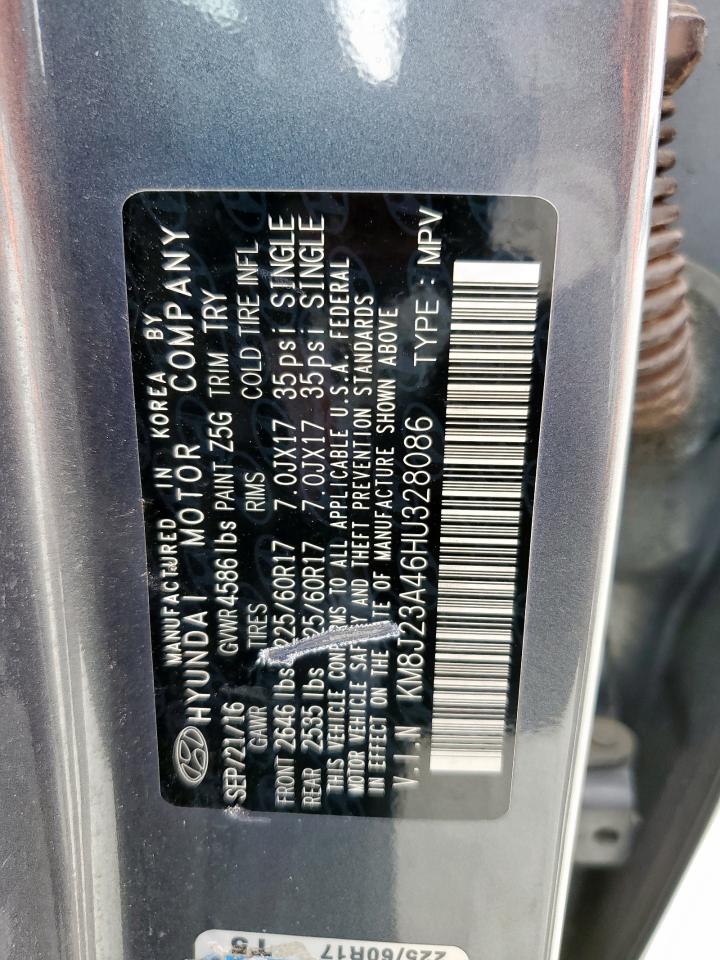 MANUFACTURED IN KOREA BY
HYUNDAI MOTOR COMPANY
SEP/21/16 GVWR 4586 lbs PAINT Z5G TRIM TRY
GAWR TIRES RIMS COLD TIRE INFL
FRONT 2646 lbs 225/60R17 7.0JX17 35psi SINGLE
REAR 2535 lbs 225/60R17 7.0JX17 35psi SINGLE
THIS VEHICLE CONFORMS TO ALL APPLICABLE U.S.A. FEDERAL
MOTOR VEHICLE SAFETY AND THEFT PREVENTION STANDARDS
IN EFFECT ON THE DATE OF MANUFACTURE SHOWN ABOVE
V.I.N KM8J23A46HU328086 TYPE : MPV
225/60R17